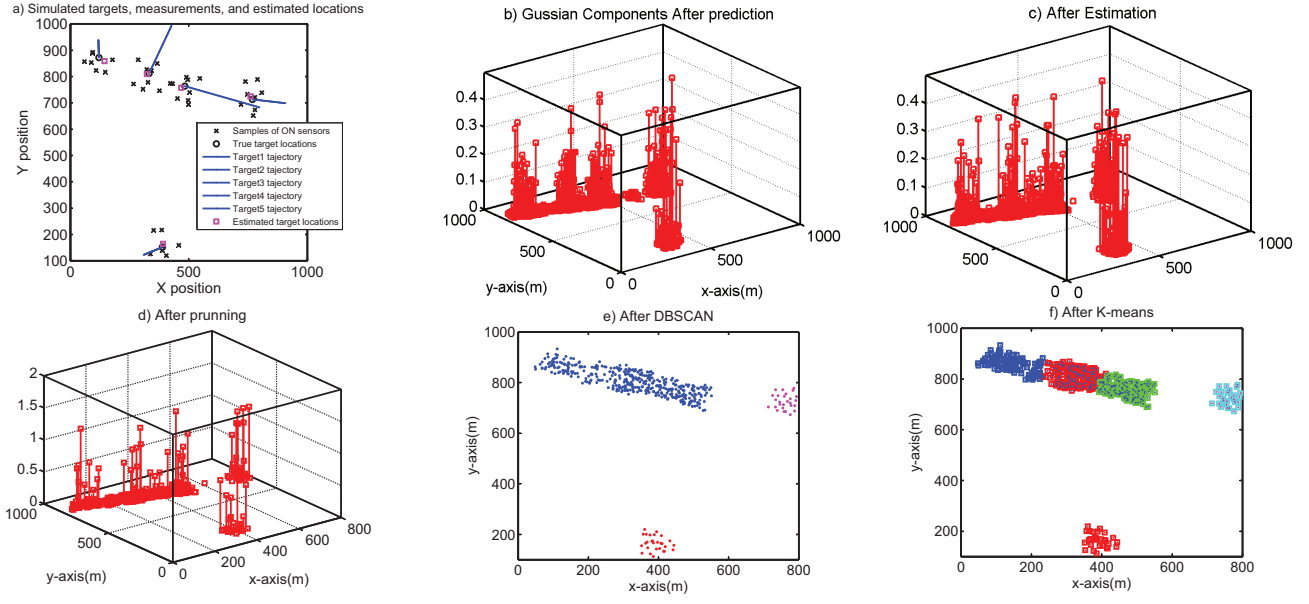 a) Simulated targets, measurements, and estimated locations
1000
900
800
700
600
500
400
300
200
100
0 500 1000
Y position
X position
Samples of ON sensors
True target locations
Target1 tajectory
Target2 tajectory
Target3 tajectory
Target4 tajectory
Target5 tajectory
Estimated target locations
b) Gussian Components After prediction
0.4
0.3
0.2
0.1
0
1000
500
0
0
500
1000
y-axis(m)
x-axis(m)
c) After Estimation
0.4
0.3
0.2
0.1
0
1000
500
0
0
500
1000
d) After prunning
2
1.5
1
0.5
0
1000
500
0
0
200
400
600
800
y-axis(m)
x-axis(m)
e) After DBSCAN
1000
800
600
400
200
0 200 400 600 800
y-axis(m)
x-axis(m)
f) After K-means
1000
800
600
400
200
0 200 400 600 800
y-axis(m)
x-axis(m)